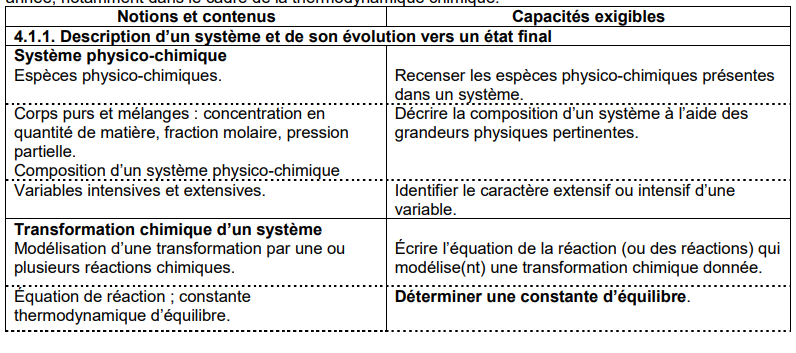 année, notamment dans le cadre de la thermodynamique chimique.
Notions et contenus Capacités exigibles
4.1.1. Description d'un système et de son évolution vers un état final
Système physico-chimique
Espèces physico-chimiques.
Recenser les espèces physico-chimiques présentes
dans un système.
Corps purs et mélanges : concentration en
quantité de matière, fraction molaire, pression
partielle.
Composition d'un système physico-chimique
Décrire la composition d'un système à l'aide des
grandeurs physiques pertinentes.
Variables intensives et extensives.
Identifier le caractère extensif ou intensif d'une
variable.
Transformation chimique d'un système
Modélisation d'une transformation par une ou
plusieurs réactions chimiques.
Écrire l'équation de la réaction (ou des réactions) qui
modélise(nt) une transformation chimique donnée.
Équation de réaction ; constante
thermodynamique d'équilibre.
Déterminer une constante d'équilibre.